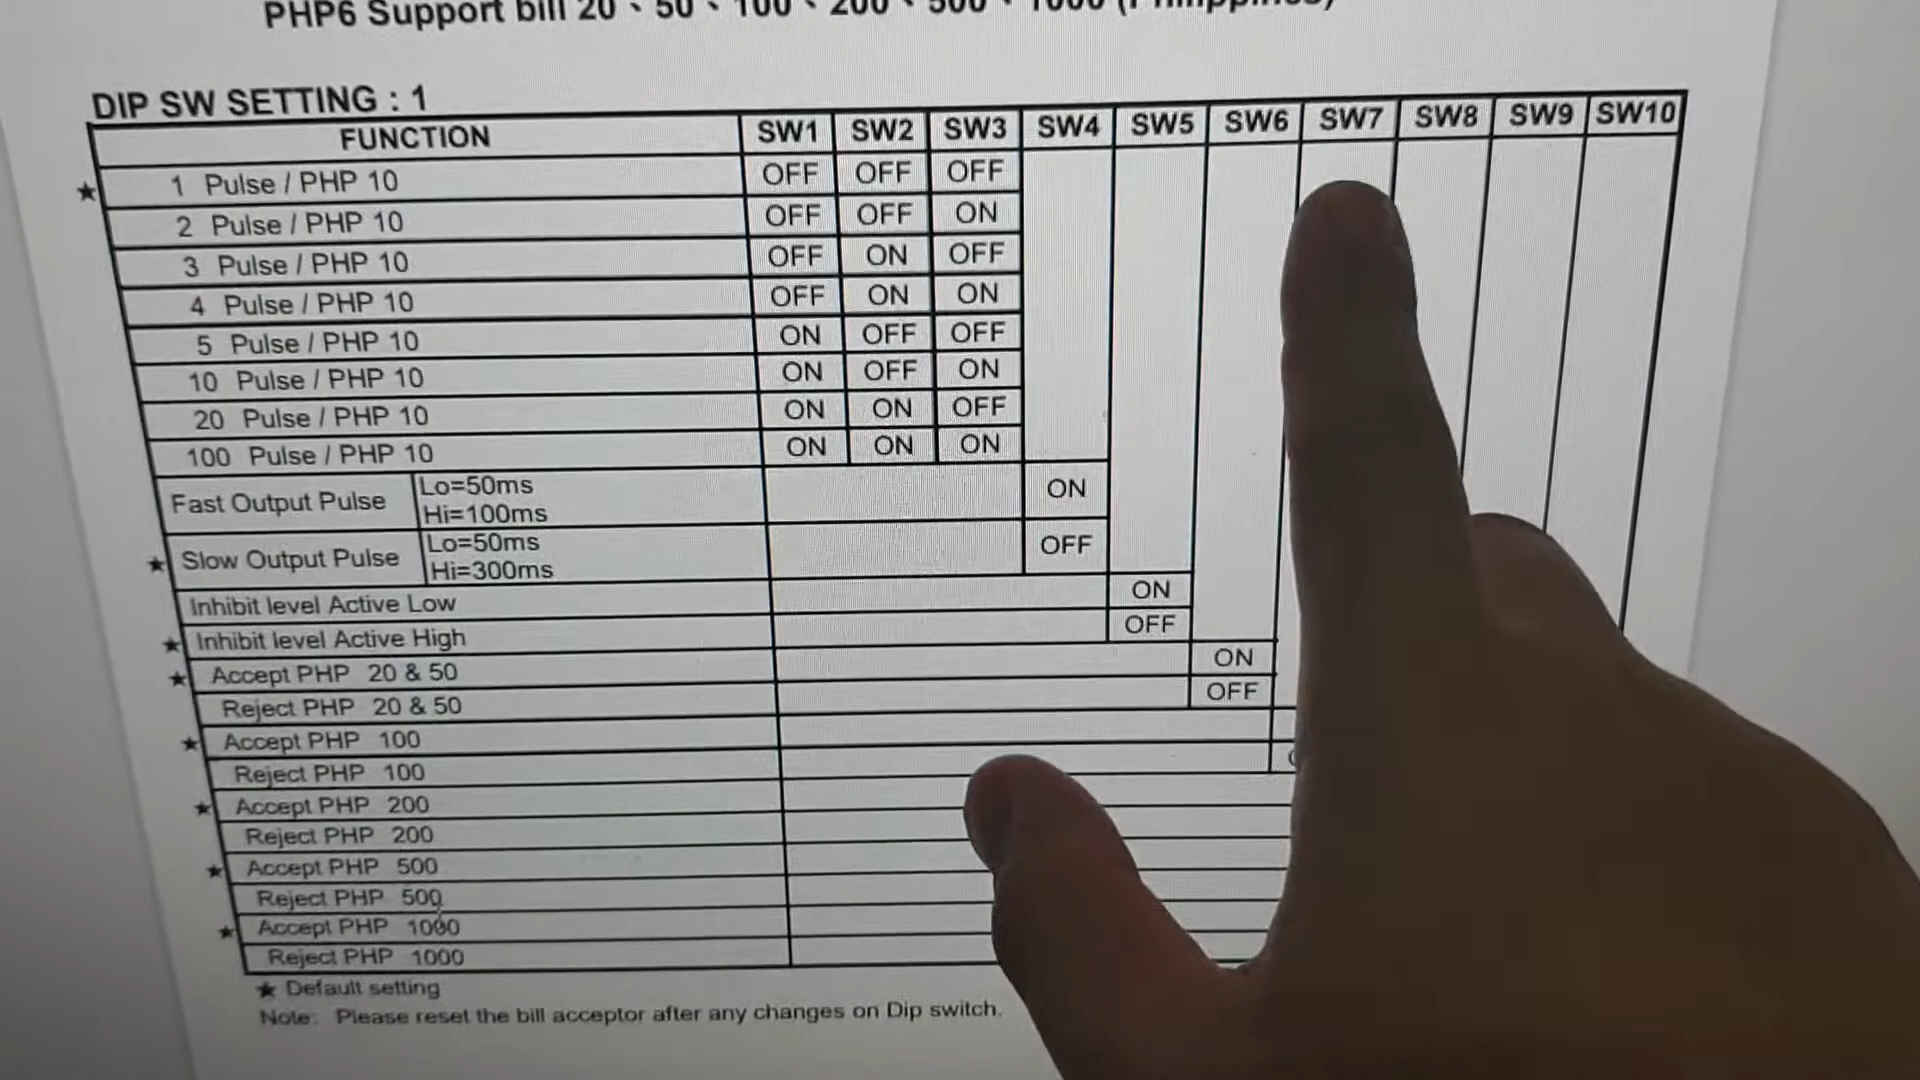 PHP6 Support bill 20、50、100、200、500、1000 (Philippines)
DIP SW SETTING : 1
FUNCTION SW1 SW2 SW3 SW4 SW5 SW6 SW7 SW8 SW9 SW10
★ 1 Pulse / PHP 10 OFF OFF OFF
2 Pulse / PHP 10 OFF OFF ON
3 Pulse / PHP 10 OFF ON OFF
4 Pulse / PHP 10 OFF ON ON
5 Pulse / PHP 10 ON OFF OFF
10 Pulse / PHP 10 ON OFF ON
20 Pulse / PHP 10 ON ON OFF
100 Pulse / PHP 10 ON ON ON
Fast Output Pulse Lo=50ms ON
Hi=100ms
★ Slow Output Pulse Lo=50ms OFF
Hi=300ms
Inhibit level Active Low ON
★ Inhibit level Active High OFF
★ Accept PHP 20 & 50 ON
Reject PHP 20 & 50 OFF
★ Accept PHP 100
Reject PHP 100
★ Accept PHP 200
Reject PHP 200
★ Accept PHP 500
Reject PHP 500
★ Accept PHP 1000
Reject PHP 1000
★ Default setting
Note: Please reset the bill acceptor after any changes on Dip switch.